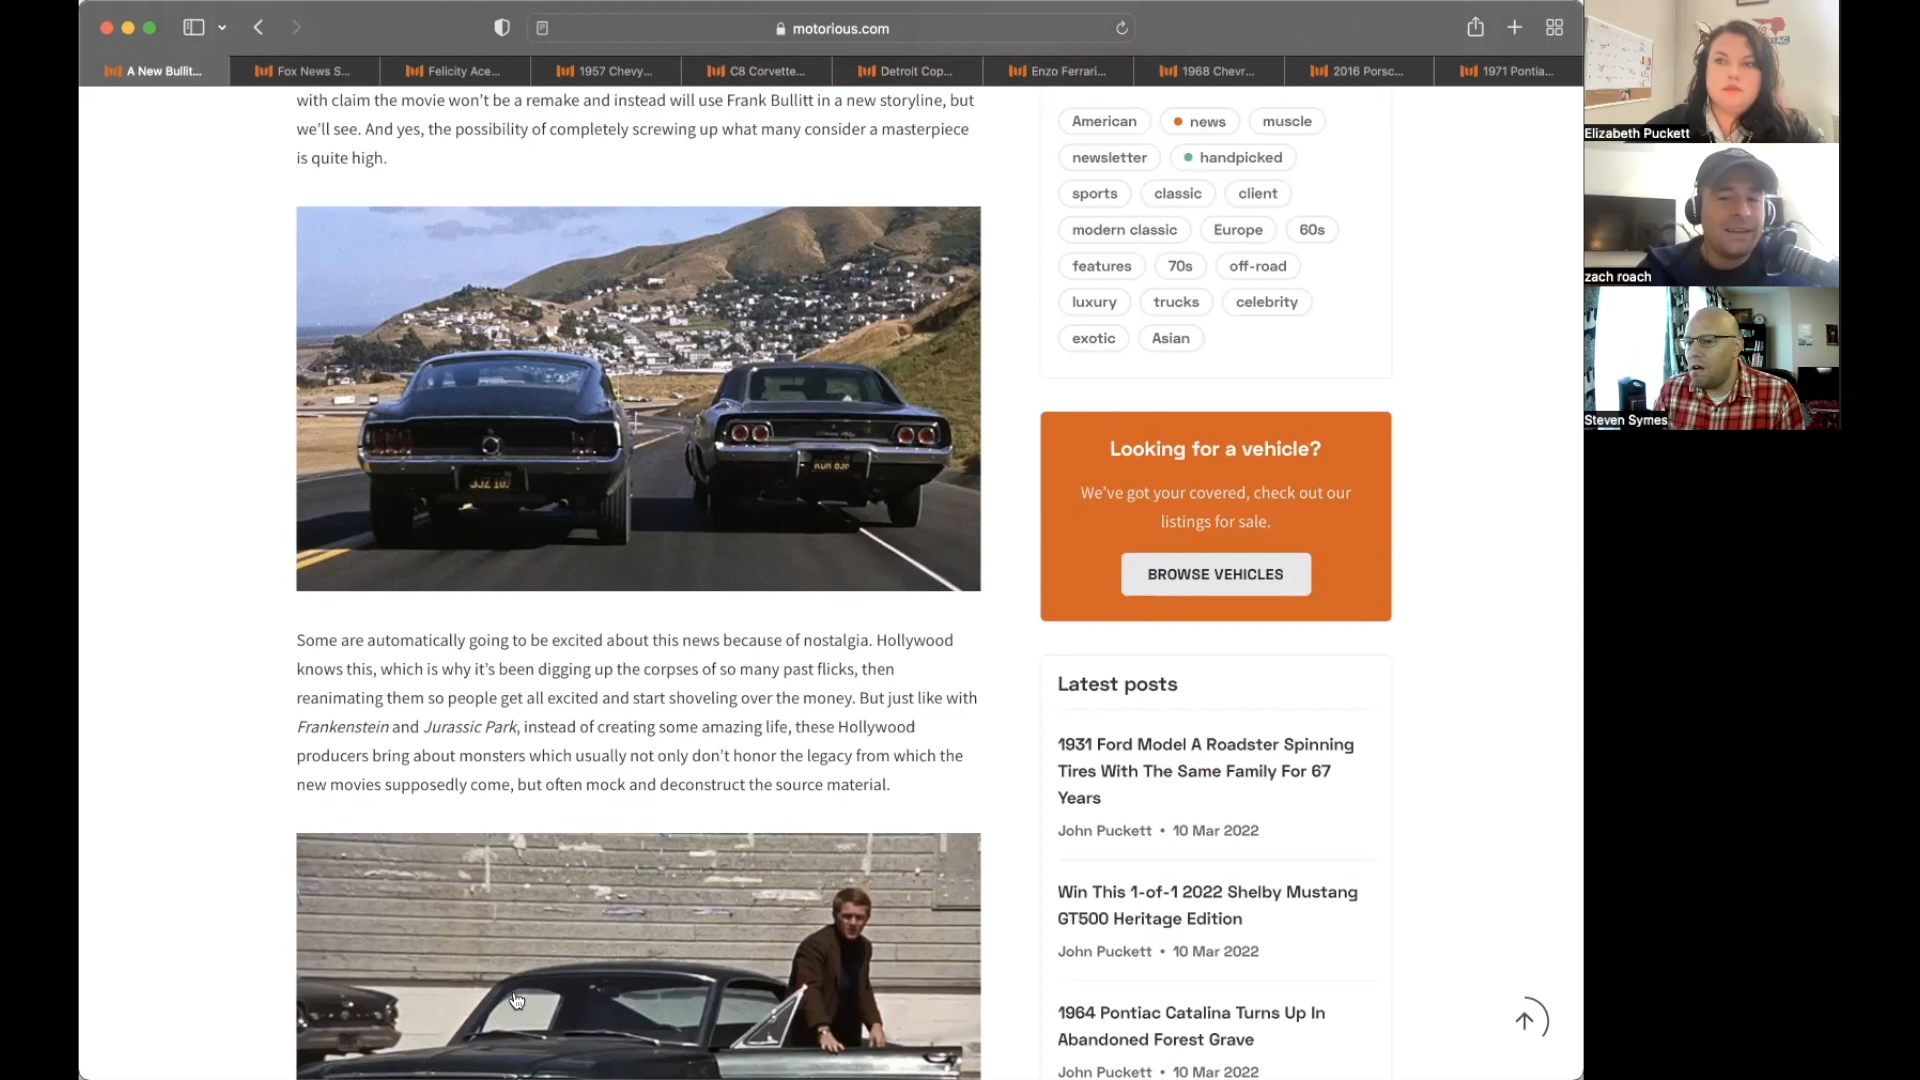 motorious.com
A New Bullit...
Fox News S...
Felicity Ace...
1957 Chevy...
C8 Corvette...
Detroit Cop...
Enzo Ferrari...
1968 Chevr...
2016 Porsc...
1971 Pontia...
with claim the movie won't be a remake and instead will use Frank Bullitt in a new storyline, but
we'll see. And yes, the possibility of completely screwing up what many consider a masterpiece
is quite high.
JJZ 109
Some are automatically going to be excited about this news because of nostalgia. Hollywood
knows this, which is why it's been digging up the corpses of so many past flicks, then
reanimating them so people get all excited and start shoveling over the money. But just like with
Frankenstein and Jurassic Park, instead of creating some amazing life, these Hollywood
producers bring about monsters which usually not only don't honor the legacy from which the
new movies supposedly come, but often mock and deconstruct the source material.
American
news
muscle
newsletter
handpicked
sports
classic
client
modern classic
Europe
60s
features
70s
off-road
luxury
trucks
celebrity
exotic
Asian
Looking for a vehicle?
We've got your covered, check out our
listings for sale.
BROWSE VEHICLES
Latest posts
1931 Ford Model A Roadster Spinning
Tires With The Same Family For 67
Years
John Puckett • 10 Mar 2022
Win This 1-of-1 2022 Shelby Mustang
GT500 Heritage Edition
John Puckett • 10 Mar 2022
1964 Pontiac Catalina Turns Up In
Abandoned Forest Grave
John Puckett • 10 Mar 2022
Elizabeth Puckett
zach roach
Steven Symes